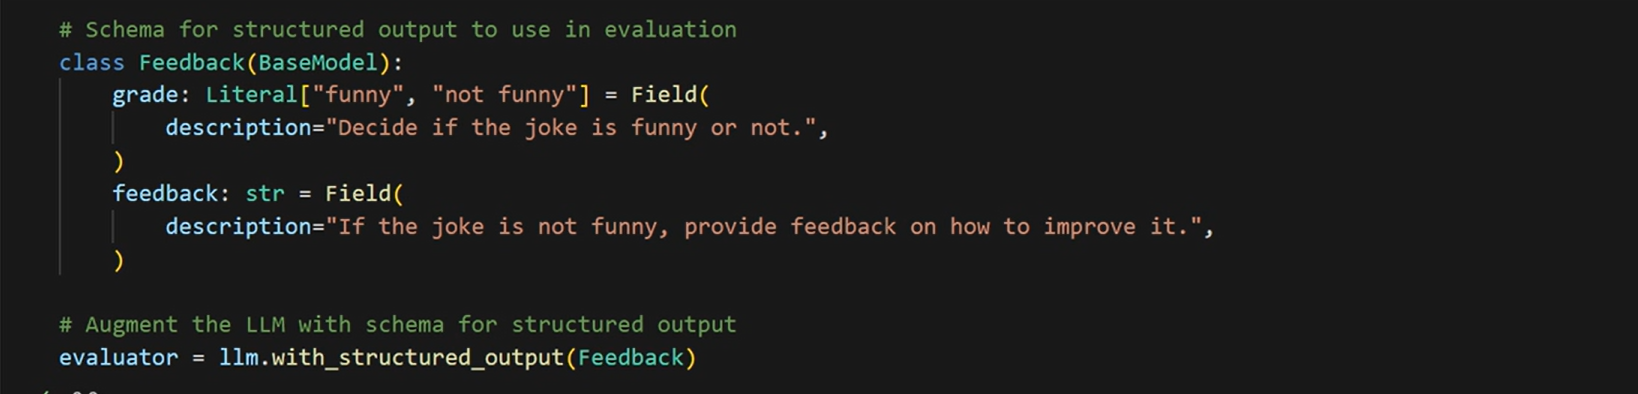 # Schema for structured output to use in evaluation
class Feedback(BaseModel):
    grade: Literal["funny", "not funny"] = Field(
        description="Decide if the joke is funny or not.",
    )
    feedback: str = Field(
        description="If the joke is not funny, provide feedback on how to improve it.",
    )
# Augment the LLM with schema for structured output
evaluator = llm.with_structured_output(Feedback)